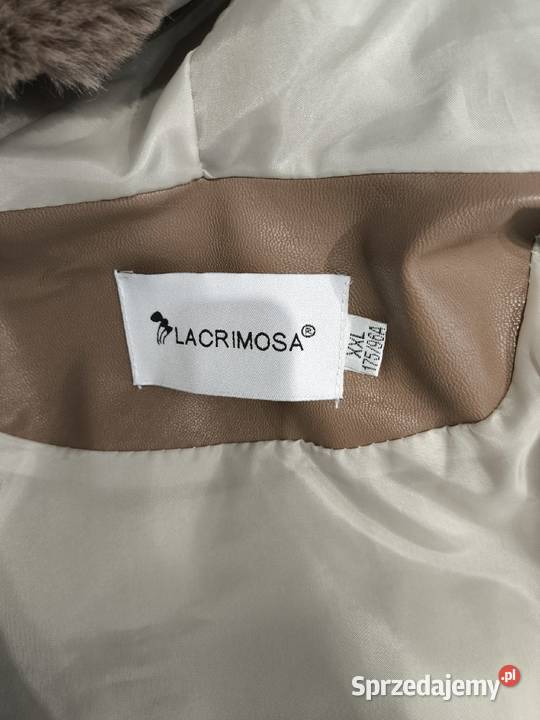 LACRIMOSA®
XXL
175/96A
Sprzedajemy.pl